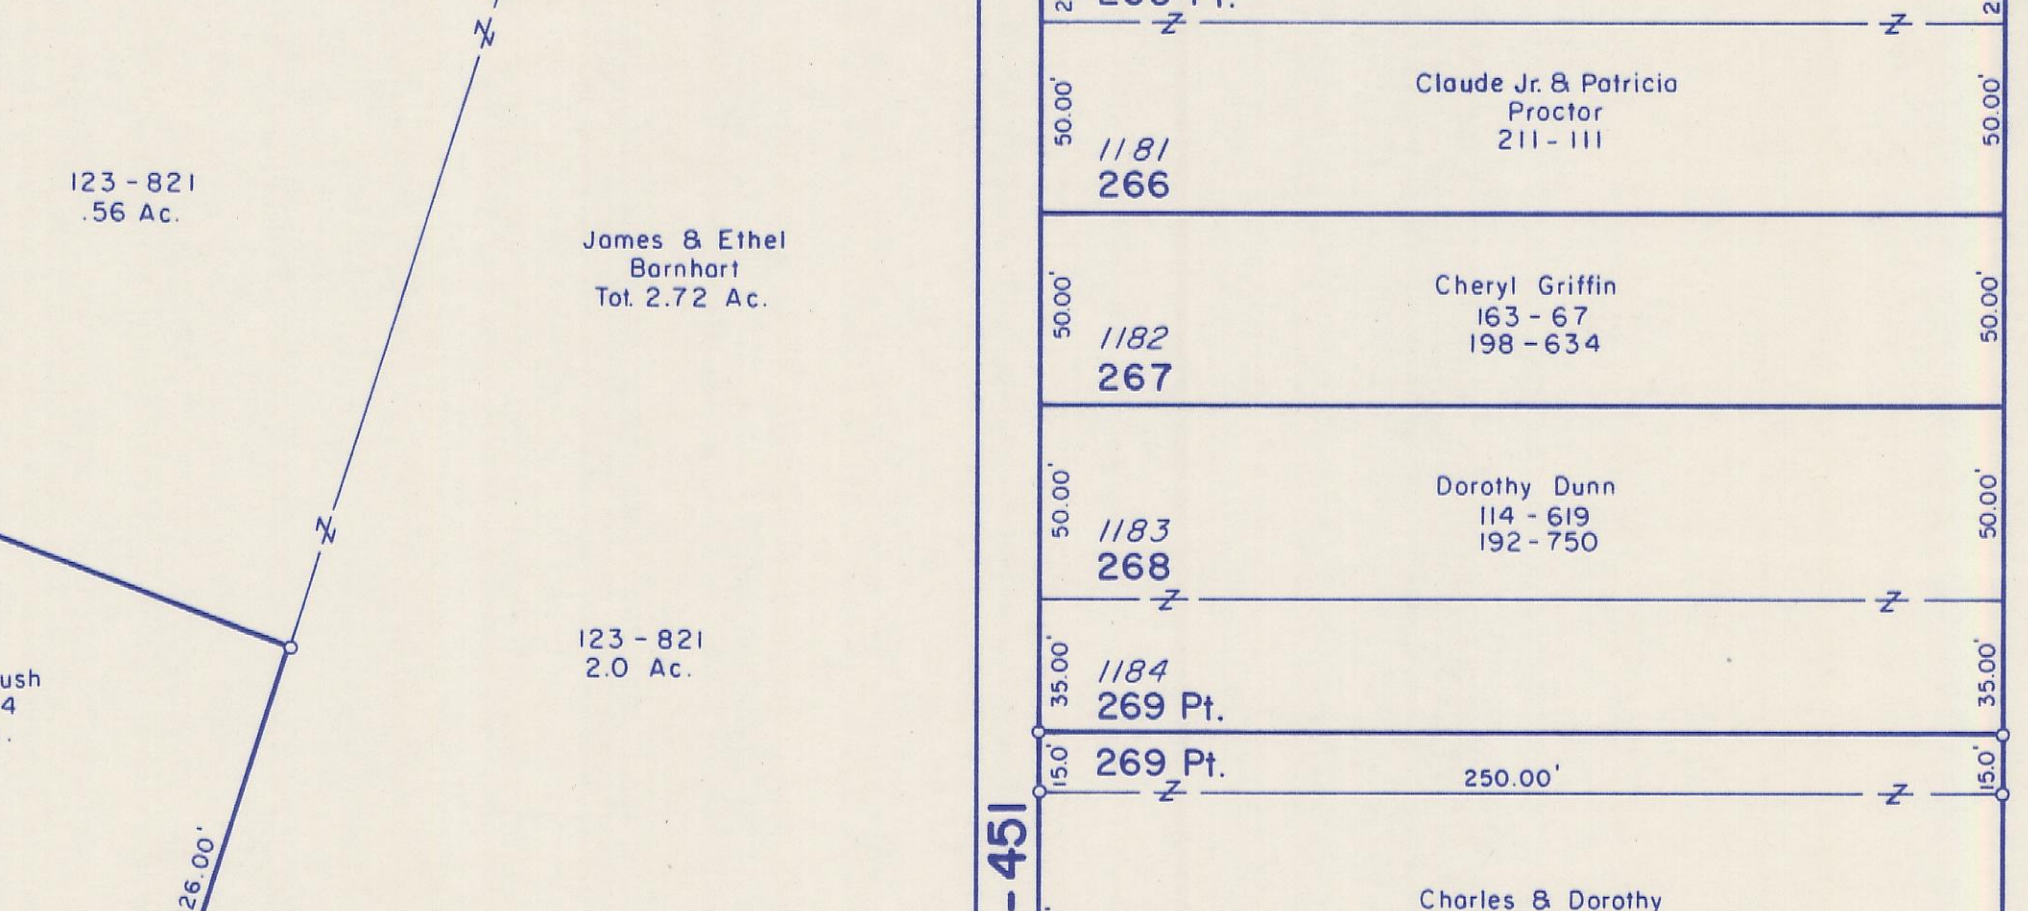 123 - 821
.56 Ac.
James & Ethel
Barnhart
Tot. 2.72 Ac.
123 - 821
2.0 Ac.
ush
4
26.00'
- 451
Z
Z
Z
Z
50.00'
Claude Jr. & Patricia
Proctor
211 - 111
1181
266
50.00'
50.00'
Cheryl Griffin
163 - 67
198 - 634
1182
267
50.00'
50.00'
Dorothy Dunn
114 - 619
192 - 750
1183
268
50.00'
Z
Z
35.00'
1184
269 Pt.
35.00'
15.0'
269 Pt.
250.00'
15.0'
Z
Z
Charles & Dorothy